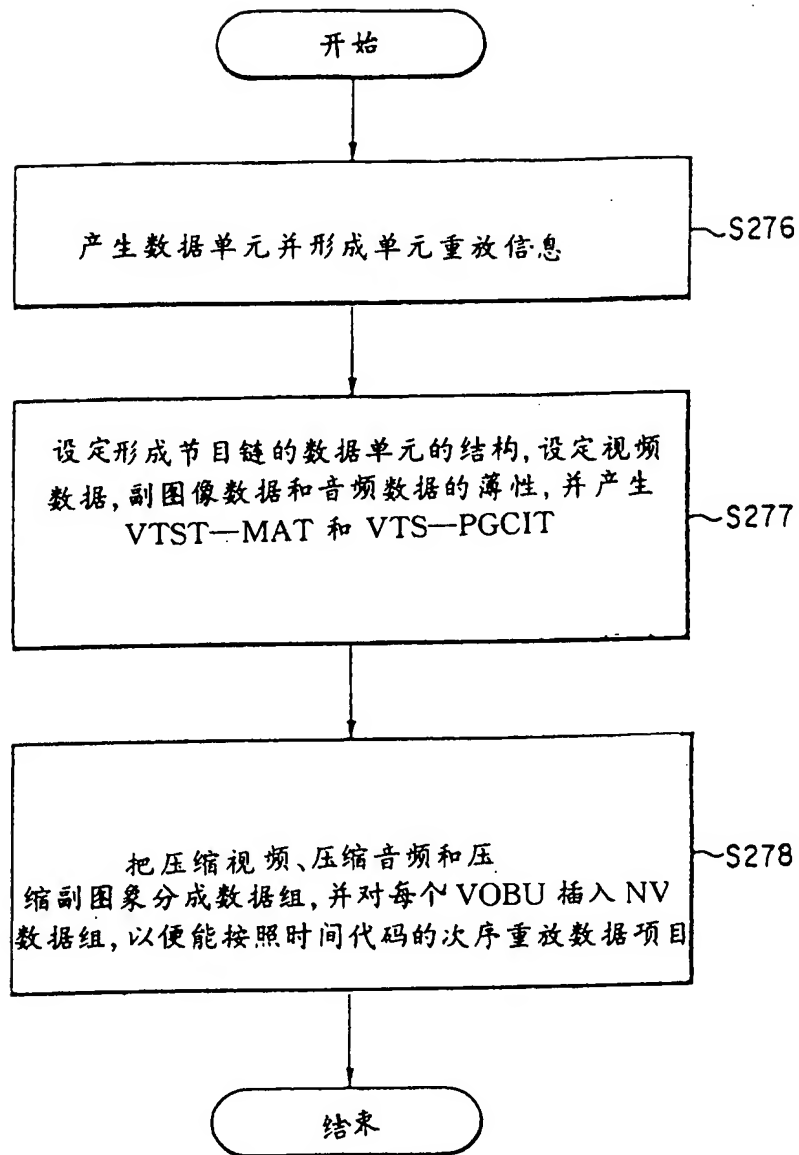 开始
产生数据单元并形成单元重放信息
S276
设定形成节目链的数据单元的结构,设定视频
数据,副图像数据和音频数据的薄性,并产生
VTST—MAT 和 VTS—PGCIT
S277
把压缩视频、压缩音频和压
缩副图象分成数据组,并对每个 VOBU 插入 NV
数据组,以便能按照时间代码的次序重放数据项目
S278
结束